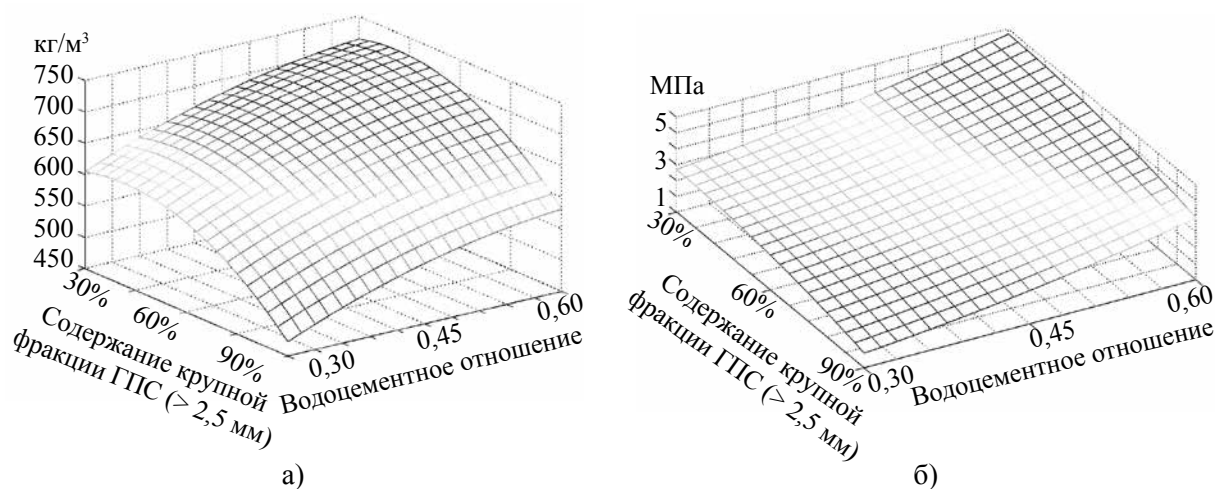 кг/м³
750
700
650
600
550
500
450
30%
60%
90%
Содержание крупной
фракции ГПС (> 2,5 мм)
0,30
0,45
0,60
Водоцементное отношение
а)
МПа
5
3
1
30%
60%
90%
Содержание крупной
фракции ГПС (> 2,5 мм)
0,30
0,45
0,60
Водоцементное отношение
б)